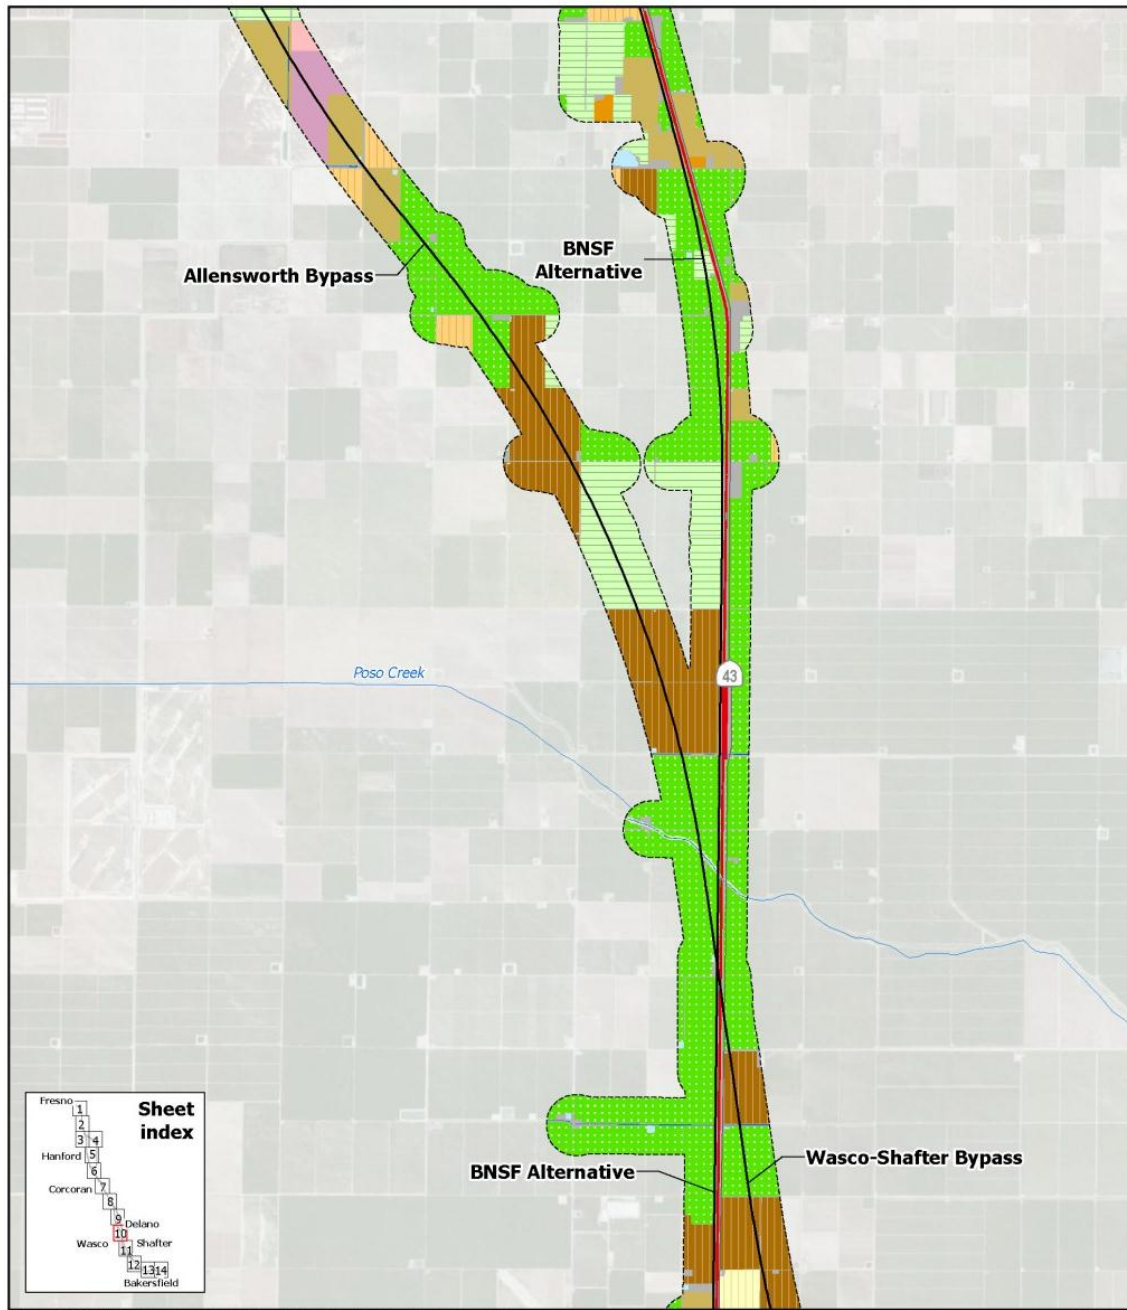 BNSF
Alternative
Allensworth Bypass
43
Poso Creek
BNSF Alternative
Wasco-Shafter Bypass
Sheet
index
Fresno
1
2
3
4
Hanford
5
6
Corcoran
7
8
9
Delano
10
Wasco
Shafter
11
12
13
14
Bakersfield